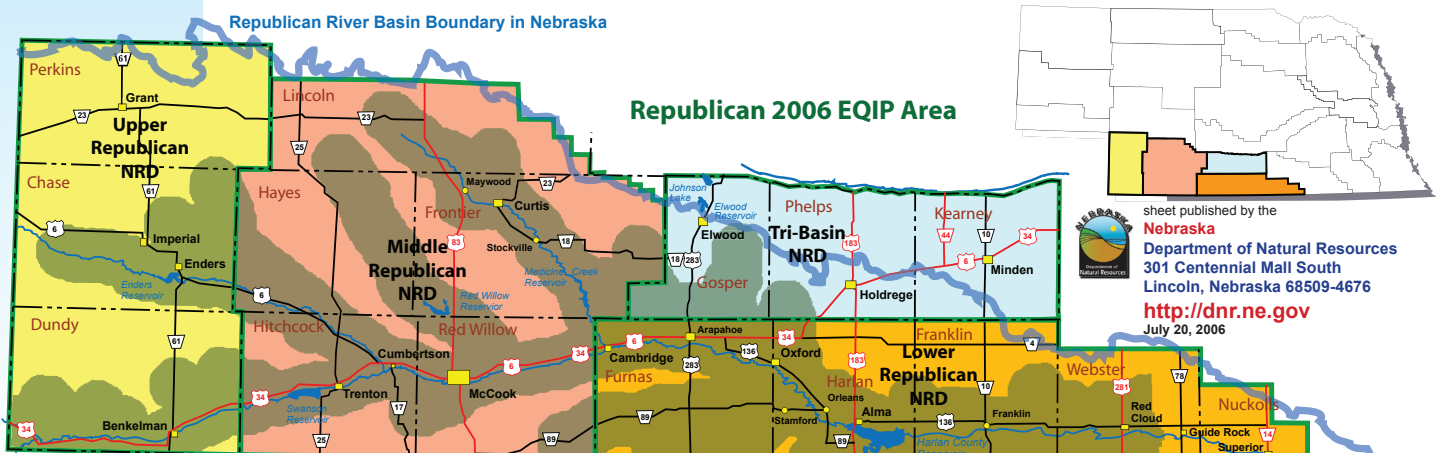 Republican River Basin Boundary in Nebraska
Republican 2006 EQIP Area
Perkins
61
Grant
23
23
Upper
Republican
NRD
Chase
61
6
Imperial
Enders
Enders
Reservoir
Dundy
61
34
34
Benkelman
Lincoln
23
25
Hayes
Maywood
23
Curtis
Frontier
83
Stockville
18
Middle
Republican
NRD
Medicine Creek
Reservoir
Red Willow
Reservior
6
Hitchcock
Red Willow
Cumbertson
6
34
Trenton
McCook
Swanson
Reservoir
17
25
89
Johnson
Lake
Elwood
Reservoir
Elwood
18
283
Gosper
Phelps
Tri-Basin
NRD
183
Kearney
44
10
34
6
Minden
Holdrege
Arapahoe
6
34
Cambridge
136
Oxford
Furnas
283
Franklin
4
Lower
Republican
NRD
183
Harlan
Orleans
Alma
10
89
Stamford
89
136
Franklin
Harlan County
Webster
281
78
Red
Cloud
Guide Rock
Nuckolls
14
Superior
NEBRASKA
Department of
Natural Resources
sheet published by the
Nebraska
Department of Natural Resources
301 Centennial Mall South
Lincoln, Nebraska 68509-4676
http://dnr.ne.gov
July 20, 2006